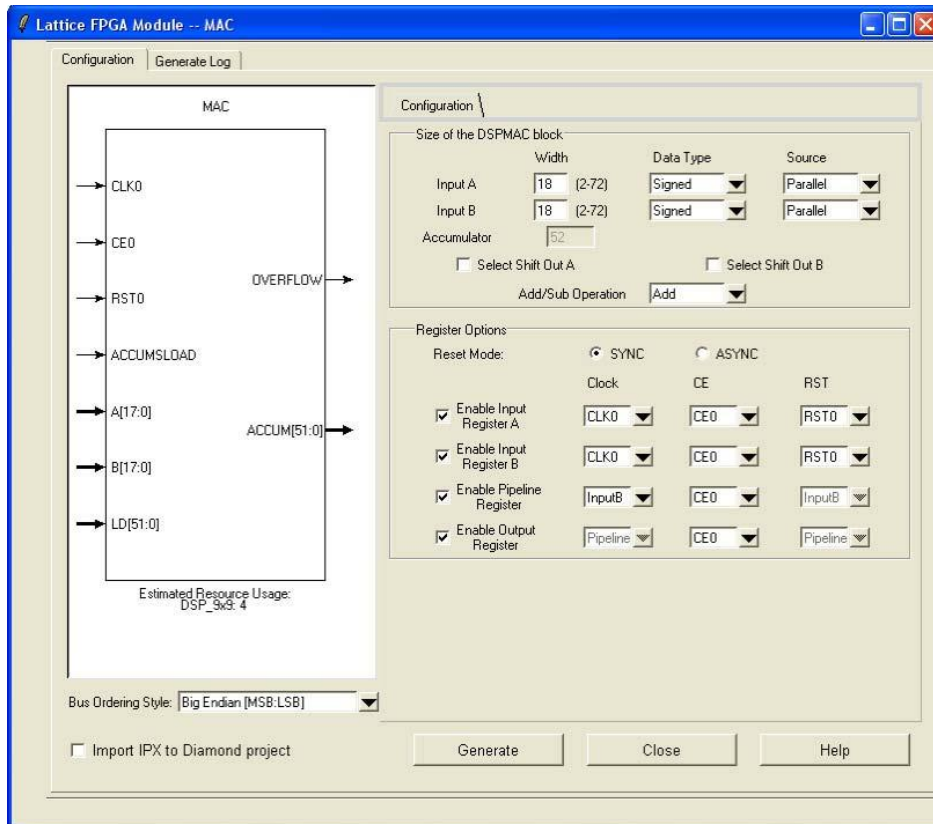 Lattice FPGA Module -- MAC
Configuration
Generate Log
MAC
CLK0
CE0
RST0
ACCUMSLOAD
A[17:0]
B[17:0]
LD[51:0]
OVERFLOW
ACCUM[51:0]
Estimated Resource Usage:
DSP_9x9: 4
Bus Ordering Style: Big Endian [MSB:LSB]
Import IPX to Diamond project
Configuration
Size of the DSPMAC block
Width Data Type Source
Input A 18 (2-72) Signed Parallel
Input B 18 (2-72) Signed Parallel
Accumulator 52
Select Shift Out A Select Shift Out B
Add/Sub Operation Add
Register Options
Reset Mode: SYNC ASYNC
Clock CE RST
Enable Input
Register A CLK0 CE0 RST0
Enable Input
Register B CLK0 CE0 RST0
Enable Pipeline
Register InputB CE0 InputB
Enable Output
Register Pipeline CE0 Pipeline
Generate Close Help